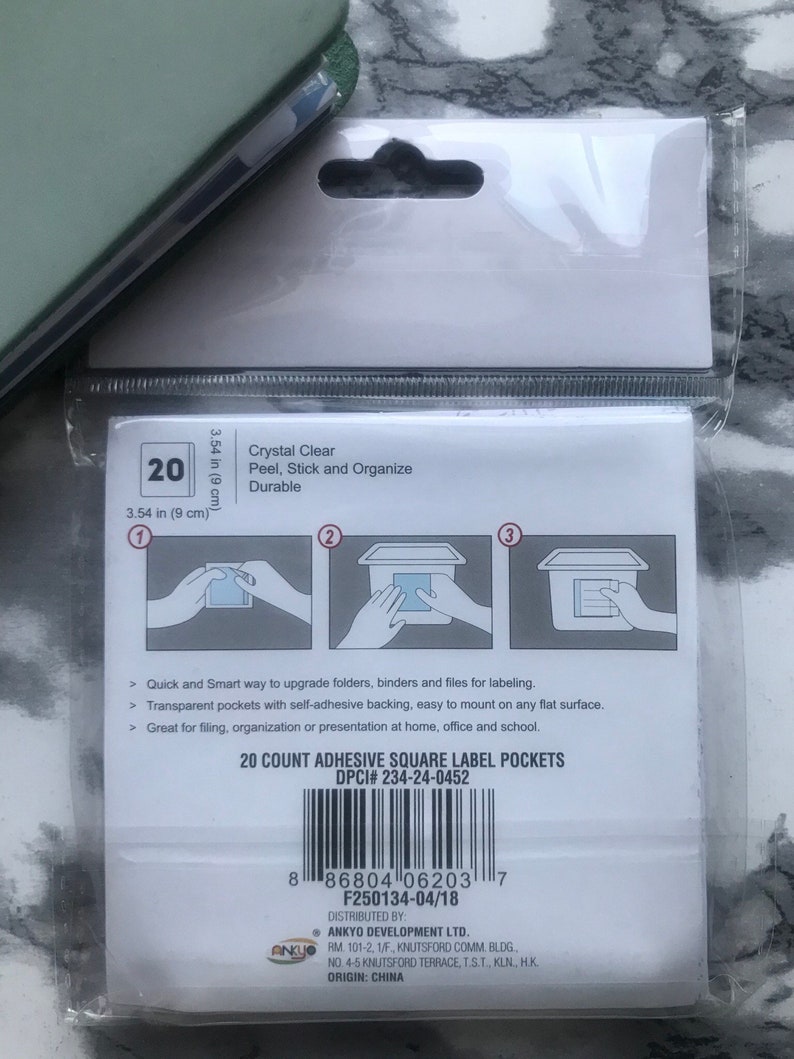 20
3.54 in (9 cm)
3.54 in (9 cm)
Crystal Clear
Peel, Stick and Organize
Durable
1
2
3
> Quick and Smart way to upgrade folders, binders and files for labeling.
> Transparent pockets with self-adhesive backing, easy to mount on any flat surface.
> Great for filing, organization or presentation at home, office and school.
20 COUNT ADHESIVE SQUARE LABEL POCKETS
DPCI# 234-24-0452
8 86804 06203 7
F250134-04/18
DISTRIBUTED BY:
ANKYO ® ANKYO DEVELOPMENT LTD.
RM. 101-2, 1/F., KNUTSFORD COMM. BLDG.,
NO. 4-5 KNUTSFORD TERRACE, T.S.T., KLN., H.K.
ORIGIN: CHINA